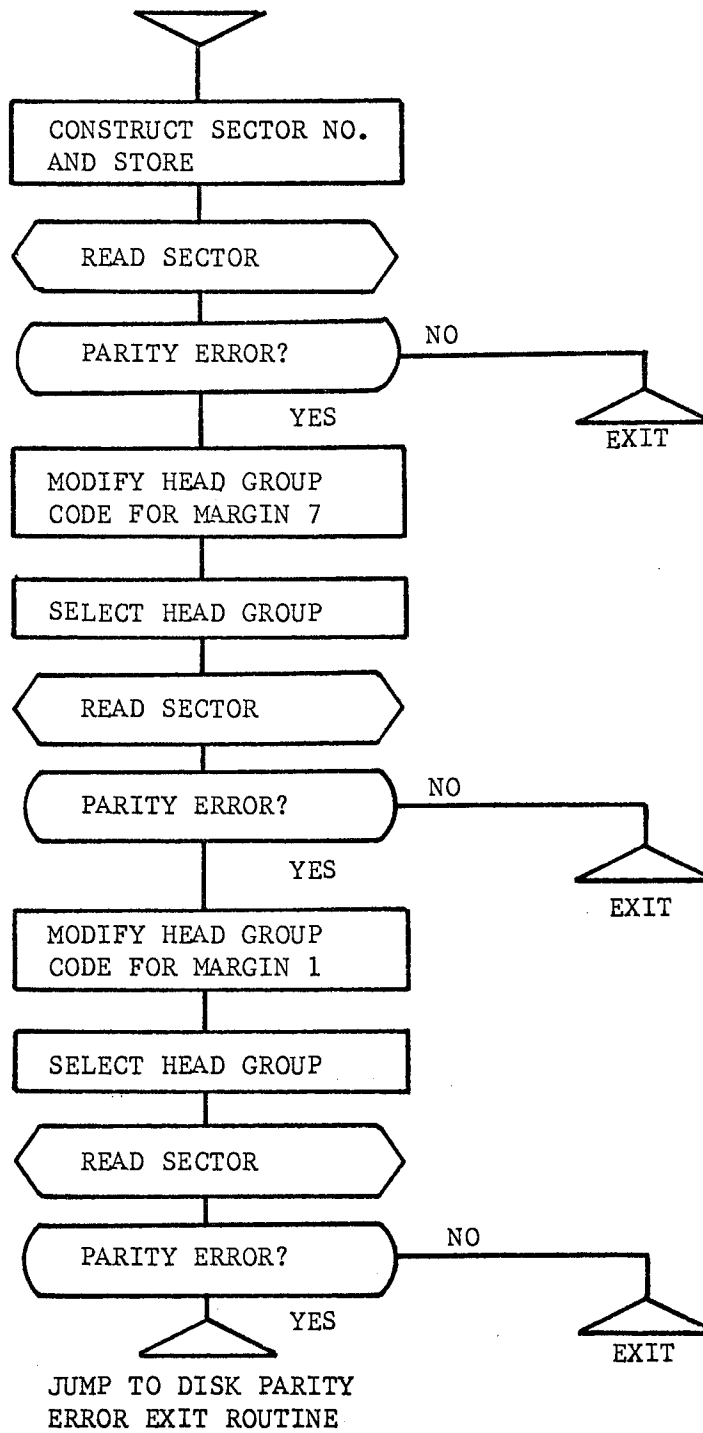 CONSTRUCT SECTOR NO.
AND STORE
READ SECTOR
PARITY ERROR?
NO
YES
EXIT
MODIFY HEAD GROUP
CODE FOR MARGIN 7
SELECT HEAD GROUP
READ SECTOR
PARITY ERROR?
NO
YES
EXIT
MODIFY HEAD GROUP
CODE FOR MARGIN 1
SELECT HEAD GROUP
READ SECTOR
PARITY ERROR?
NO
YES
EXIT
JUMP TO DISK PARITY
ERROR EXIT ROUTINE